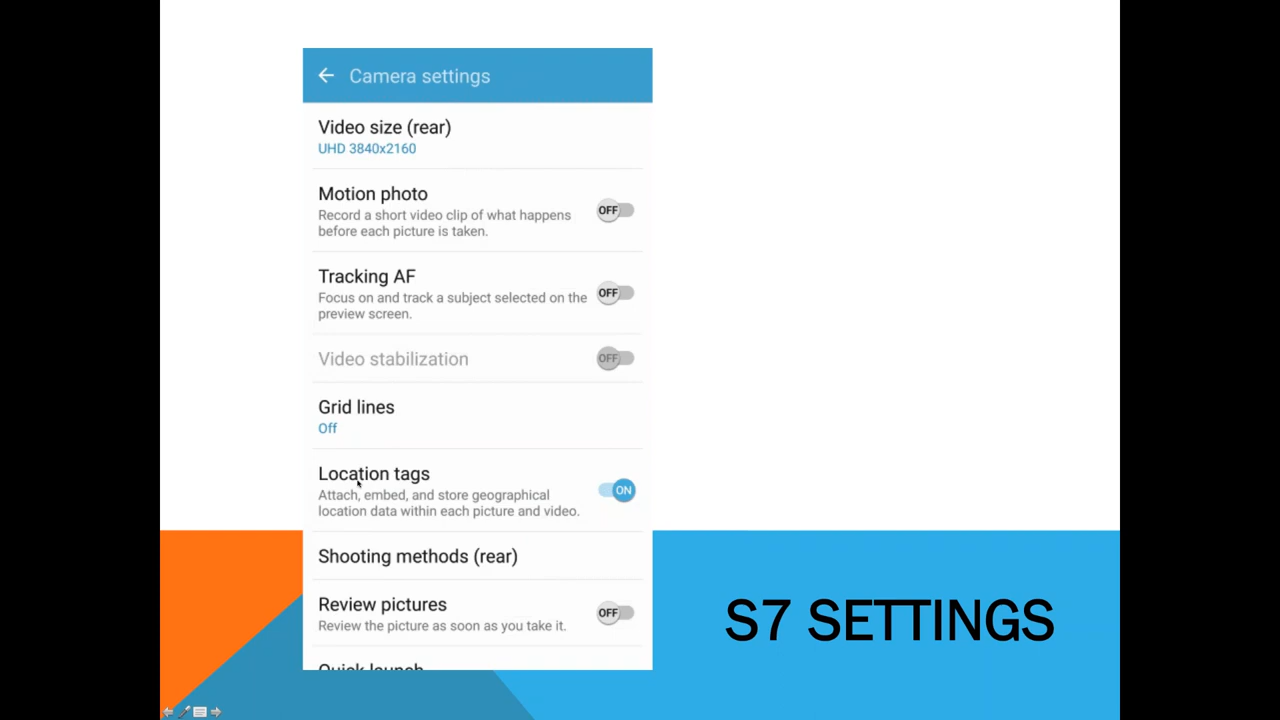 Camera settings
Video size (rear)
UHD 3840x2160
Motion photo
Record a short video clip of what happens
before each picture is taken.
OFF
Tracking AF
Focus on and track a subject selected on the
preview screen.
OFF
Video stabilization
OFF
Grid lines
Off
Location tags
Attach, embed, and store geographical
location data within each picture and video.
ON
Shooting methods (rear)
Review pictures
Review the picture as soon as you take it.
OFF
Quick launch
S7 SETTINGS